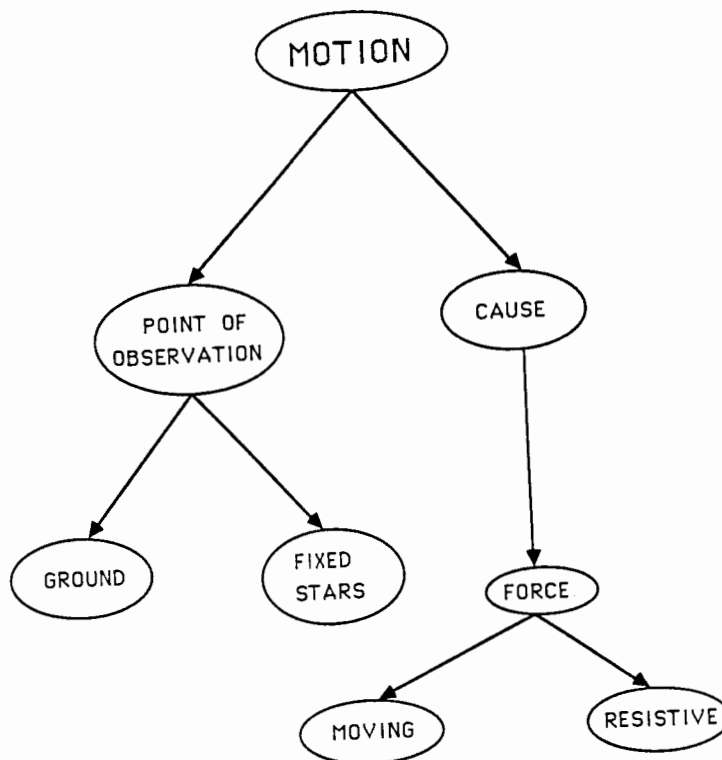 MOTION
POINT OF
OBSERVATION
CAUSE
GROUND
FIXED
STARS
FORCE
MOVING
RESISTIVE